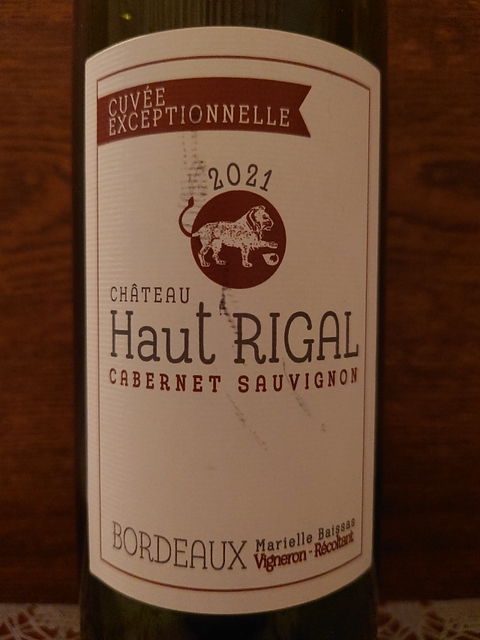 CUVÉE
EXCEPTIONNELLE
2021
CHÂTEAU
Haut RIGAL
CABERNET SAUVIGNON
BORDEAUX
Marielle Baissas
Vigneron - Récoltant